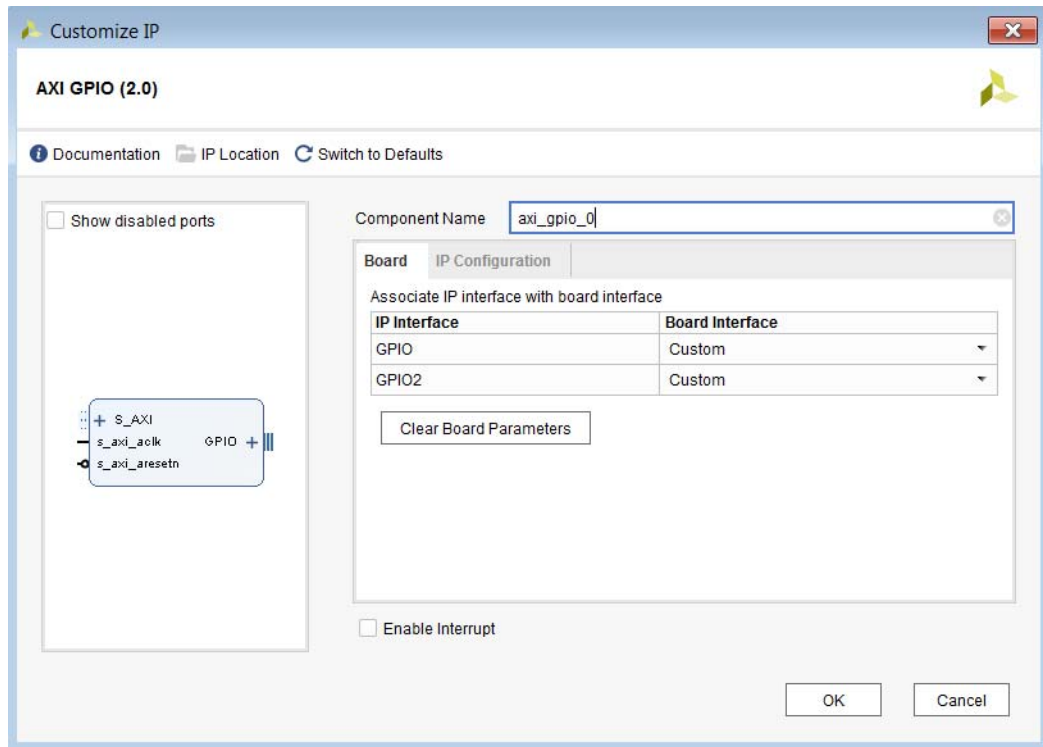 Customize IP
AXI GPIO (2.0)
Documentation IP Location Switch to Defaults
Show disabled ports
S_AXI
s_axi_aclk GPIO
s_axi_aresetn
Component Name axi_gpio_0
Board IP Configuration
Associate IP interface with board interface
IP Interface Board Interface
GPIO Custom
GPIO2 Custom
Clear Board Parameters
Enable Interrupt
OK Cancel